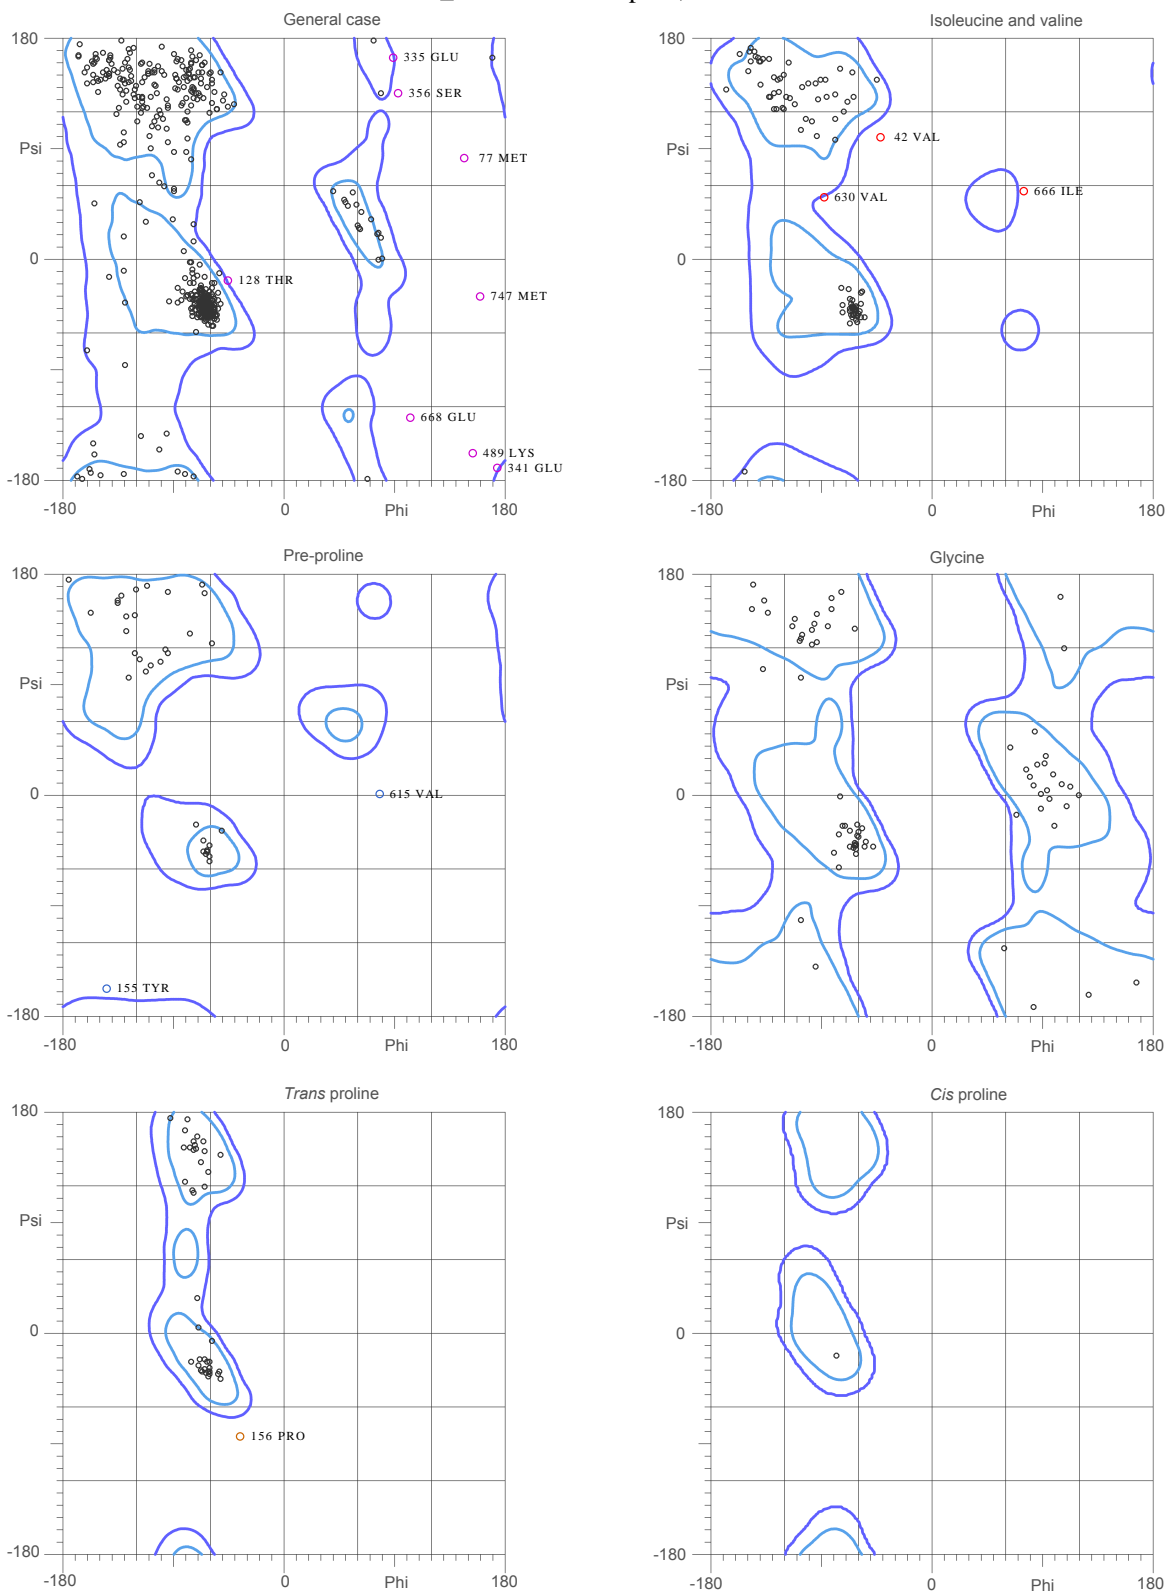 General case
Isoleucine and valine
180
335 GLU
356 SER
77 MET
Psi
0
128 THR
747 MET
668 GLU
489 LYS
341 GLU
-180
-180
0
Phi
180
180
42 VAL
Psi
630 VAL
666 ILE
0
-180
-180
0
Phi
180
Pre-proline
Glycine
180
Psi
0
615 VAL
155 TYR
-180
-180
0
Phi
180
180
Psi
0
-180
-180
0
Phi
180
Trans proline
Cis proline
180
Psi
0
156 PRO
-180
-180
0
Phi
180
180
Psi
0
-180
-180
0
Phi
180